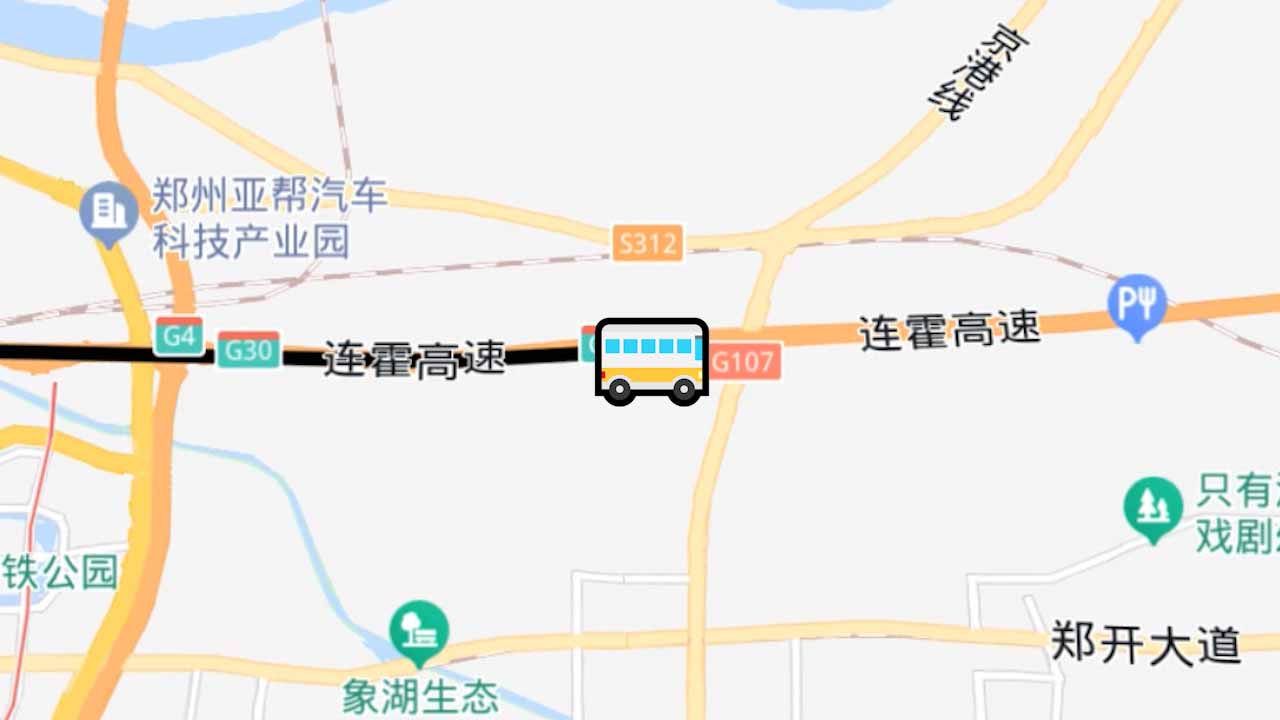 京港线
郑州亚帮汽车
科技产业园
S312
G4
G30
连霍高速
G107
连霍高速
只有
戏剧
铁公园
郑开大道
象湖生态